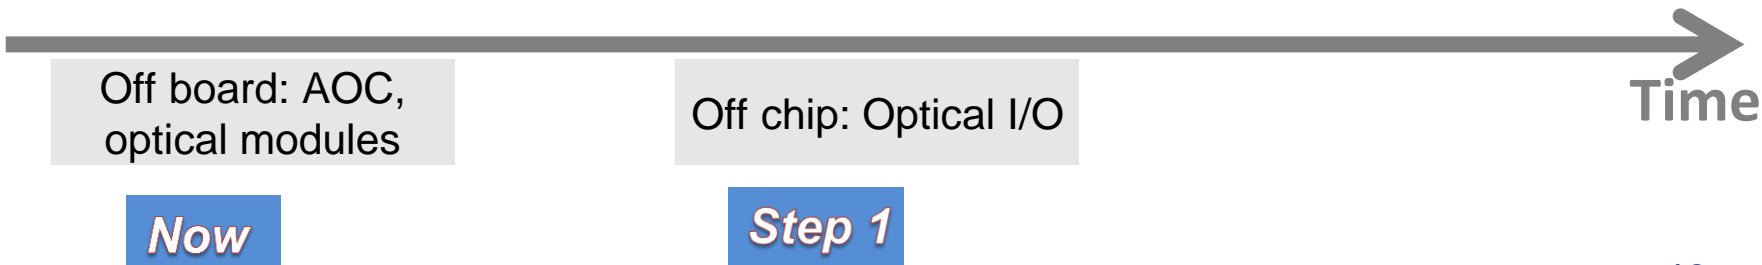 Off board: AOC,
optical modules
Off chip: Optical I/O
Time
Now
Step 1